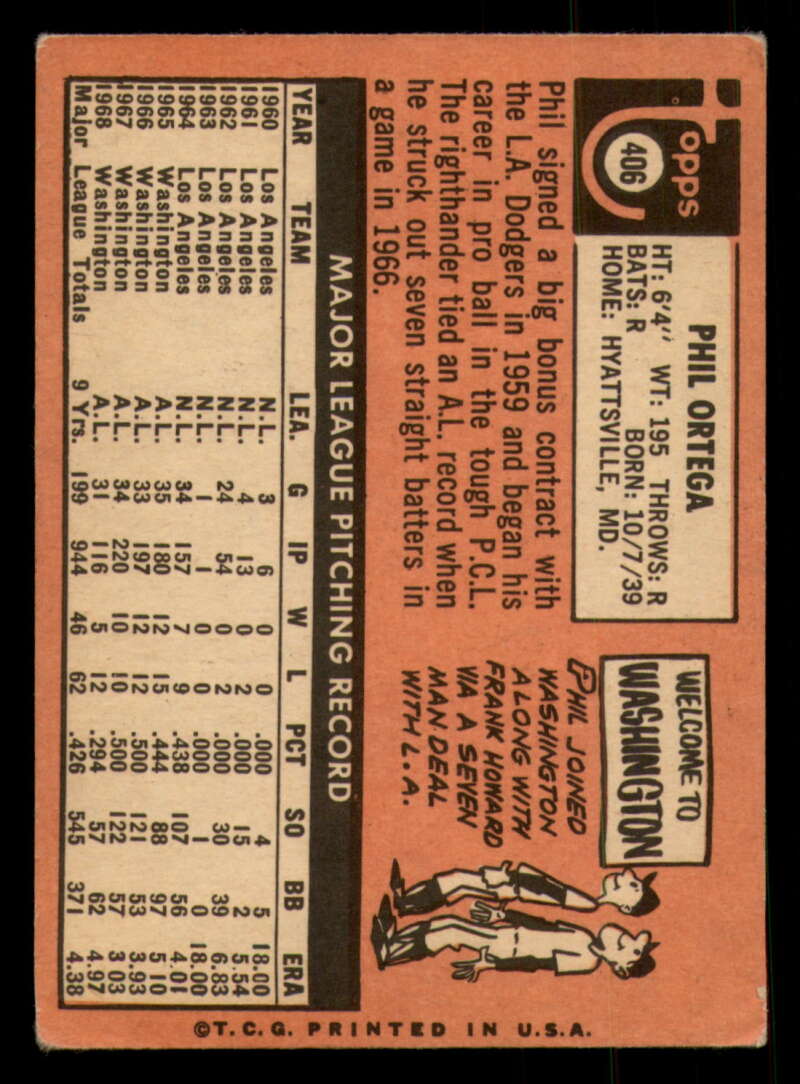 Topps
406
PHIL ORTEGA
HT: 6'4" WT: 195 THROWS: R
BATS: R BORN: 10/7/39
HOME: HYATTSVILLE, MD.
Phil signed a big bonus contract with
the L.A. Dodgers in 1959 and began his
career in pro ball in the tough P.C.L.
The righthander tied an A.L. record when
he struck out seven straight batters in
a game in 1966.
WELCOME TO
WASHINGTON
PHIL JOINED
WASHINGTON
ALONG WITH
FRANK HOWARD
VIA A SEVEN
MAN DEAL
WITH L.A.
MAJOR LEAGUE PITCHING RECORD
YEAR TEAM LEA. G IP W L PCT SO BB ERA
1960 Los Angeles N.L. 3 6 0 0 .000 4 5 18.00
1961 Los Angeles N.L. 4 13 0 2 .000 15 2 5.54
1962 Los Angeles N.L. 24 54 0 2 .000 30 39 6.83
1963 Los Angeles N.L. 1 1 0 0 .000 1 0 18.00
1964 Los Angeles N.L. 34 157 7 9 .438 107 56 4.01
1965 Washington A.L. 35 180 12 15 .444 88 97 5.10
1966 Washington A.L. 33 197 12 12 .500 121 53 3.93
1967 Washington A.L. 34 220 10 10 .500 122 57 3.03
1968 Washington A.L. 31 116 5 12 .294 57 62 4.97
Major League Totals 9 Yrs. 199 944 46 62 .426 545 371 4.38
©T.C.G. PRINTED IN U.S.A.